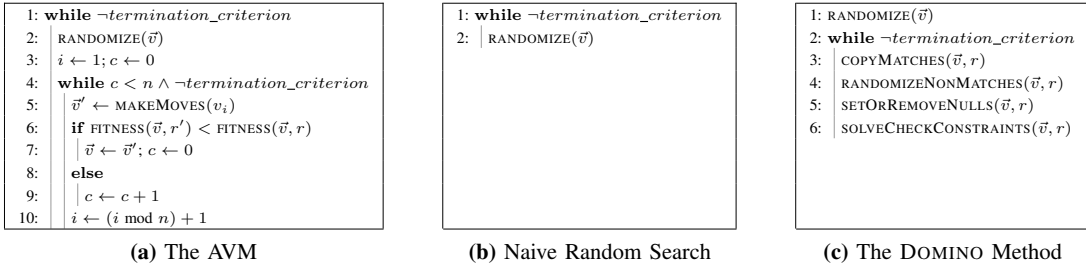 1: while ¬termination_criterion
2: RANDOMIZE(v⃗)
3: i ← 1; c ← 0
4: while c < n ∧ ¬termination_criterion
5: v⃗′ ← MAKEMOVES(vᵢ)
6: if FITNESS(v⃗, r′) < FITNESS(v⃗, r)
7: v⃗ ← v⃗′; c ← 0
8: else
9: c ← c + 1
10: i ← (i mod n) + 1
(a) The AVM
1: while ¬termination_criterion
2: RANDOMIZE(v⃗)
(b) Naive Random Search
1: RANDOMIZE(v⃗)
2: while ¬termination_criterion
3: COPYMATCHES(v⃗, r)
4: RANDOMIZENONMATCHES(v⃗, r)
5: SETORREMOVENULLS(v⃗, r)
6: SOLVECHECKCONSTRAINTS(v⃗, r)
(c) The DOMINO Method